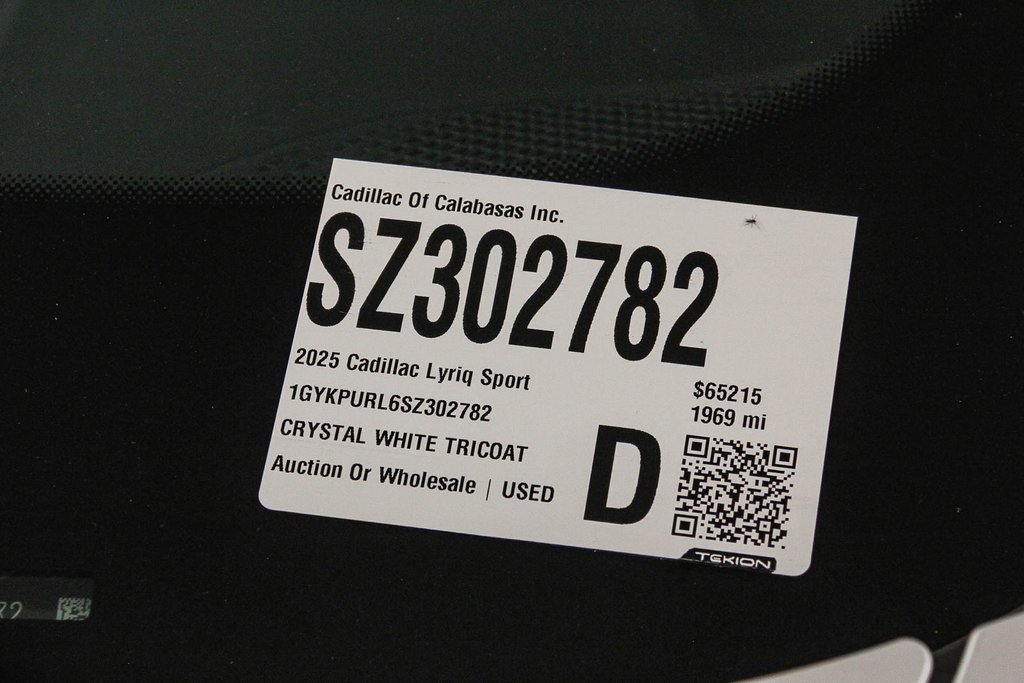 Cadillac Of Calabasas Inc.
SZ302782
2025 Cadillac Lyriq Sport
1GYKPURL6SZ302782
CRYSTAL WHITE TRICOAT
Auction Or Wholesale | USED
$65215
1969 mi
D
TEKION